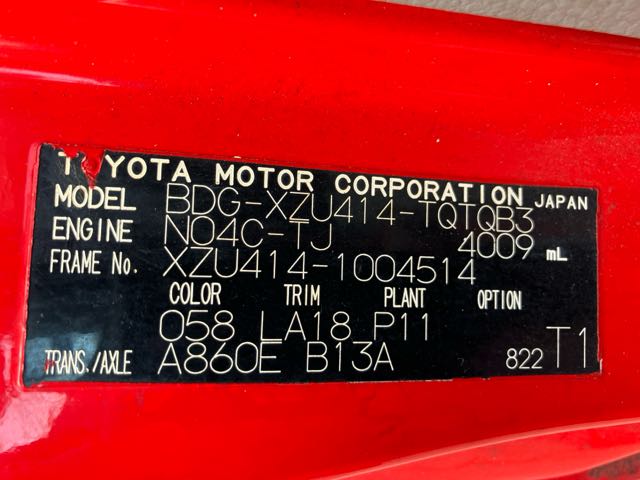 TOYOTA MOTOR CORPORATION JAPAN
MODEL BDG-XZU414-TQTQB3
ENGINE N04C-TJ 4009 mL
FRAME No. XZU414-1004514
COLOR TRIM PLANT OPTION
058 LA18 P11
TRANS./AXLE A860E B13A 822 T1